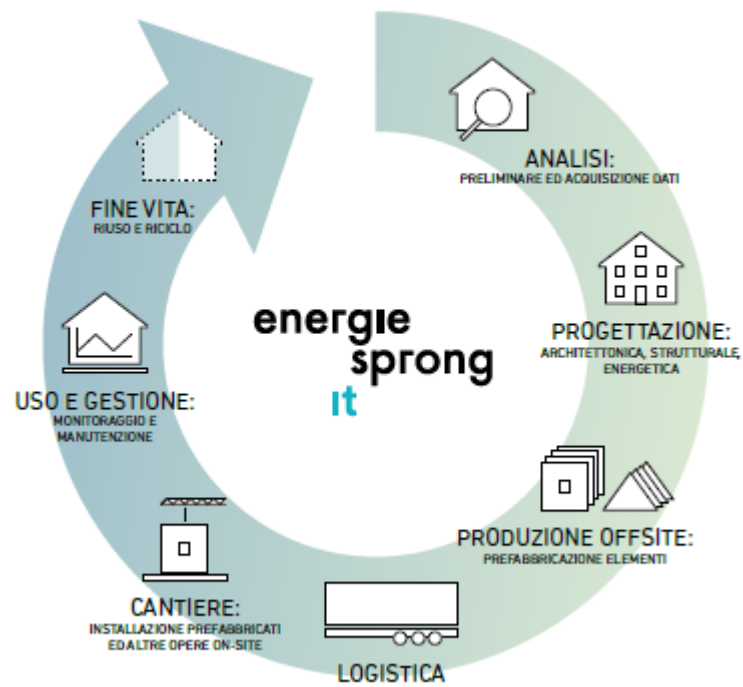 ANALISI:
PRELIMINARE ED ACQUISIZIONE DATI
PROGETTAZIONE:
ARCHITETTONICA, STRUTTURALE,
ENERGETICA
PRODUZIONE OFFSITE:
PREFABBRICAZIONE ELEMENTI
LOGISTICA
CANTIERE:
INSTALLAZIONE PREFABBRICATI
ED ALTRE OPERE ON-SITE
USO E GESTIONE:
MONITORAGGIO E
MANUTENZIONE
FINE VITA:
RIUSO E RICICLO
energie
sprong
it